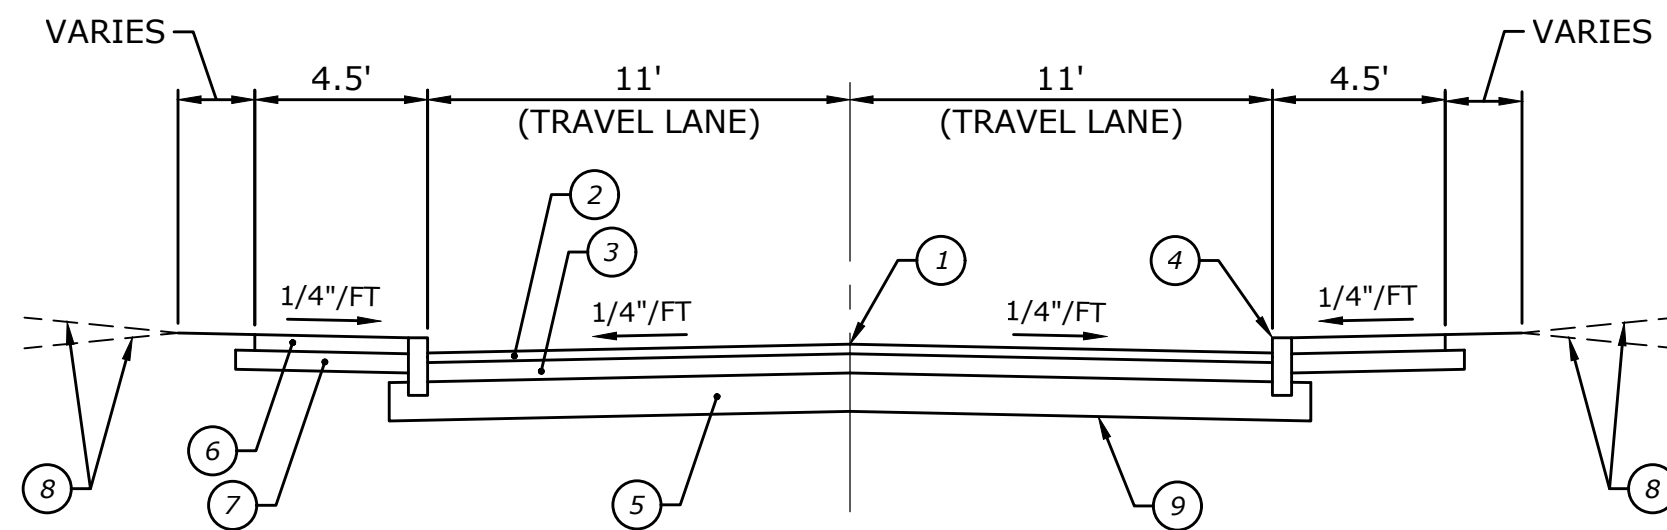 VARIES
VARIES
4.5'
11'
11'
4.5'
(TRAVEL LANE)
(TRAVEL LANE)
2
3
1
4
1/4"/FT
1/4"/FT
1/4"/FT
1/4"/FT
6
8
7
5
9
8